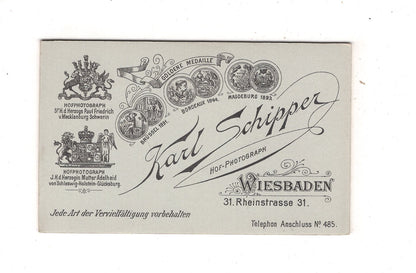 GOLDENE MEDAILLE
BRÜSSEL 1891.
BORDEAUX 1894.
MAGDEBURG 1893.
HOFPHOTOGRAPH
Sr H.d. Herzogs Paul Friedrich
v. Mecklenburg Schwerin
HOFPHOTOGRAPH
J.H.d. Herzogin Mutter Adelheid
von Schleswig-Holstein-Glücksburg.
Karl Schipper
HOF-PHOTOGRAPH
WIESBADEN
31. Rheinstrasse 31.
Jede Art der Vervielfältigung vorbehalten
Telephon Anschluss No 485.